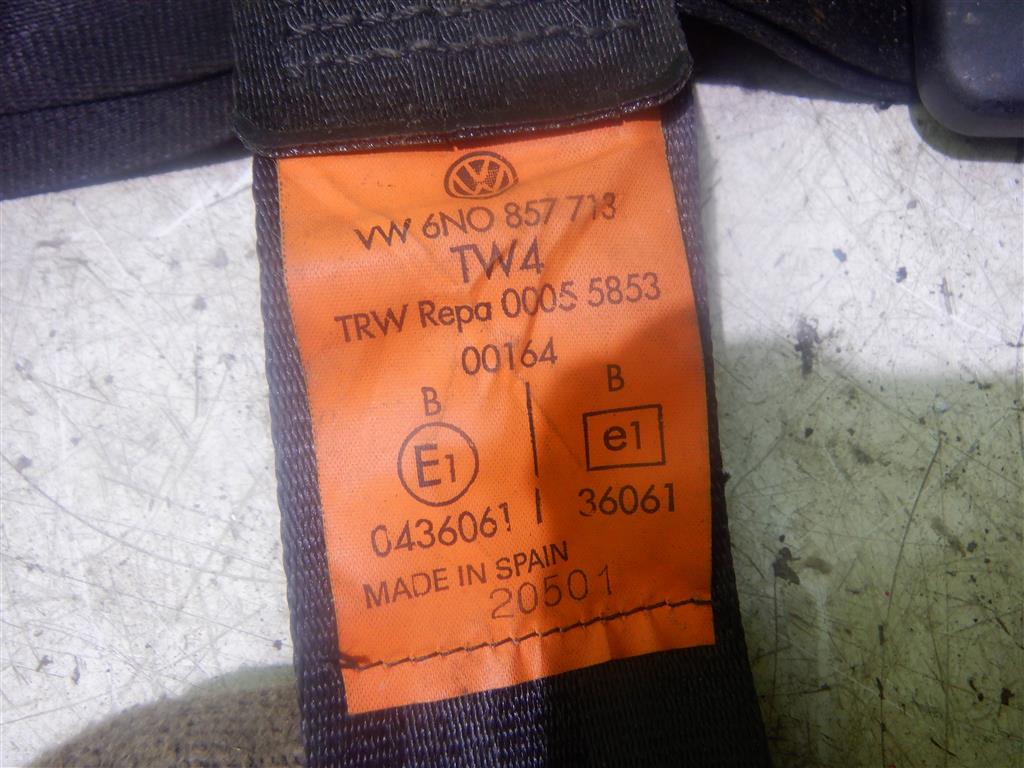 VW 6N0 857 713
TW4
TRW Repa 0005 5853
00164
B B
E1 e1
0436061 36061
MADE IN SPAIN
20501